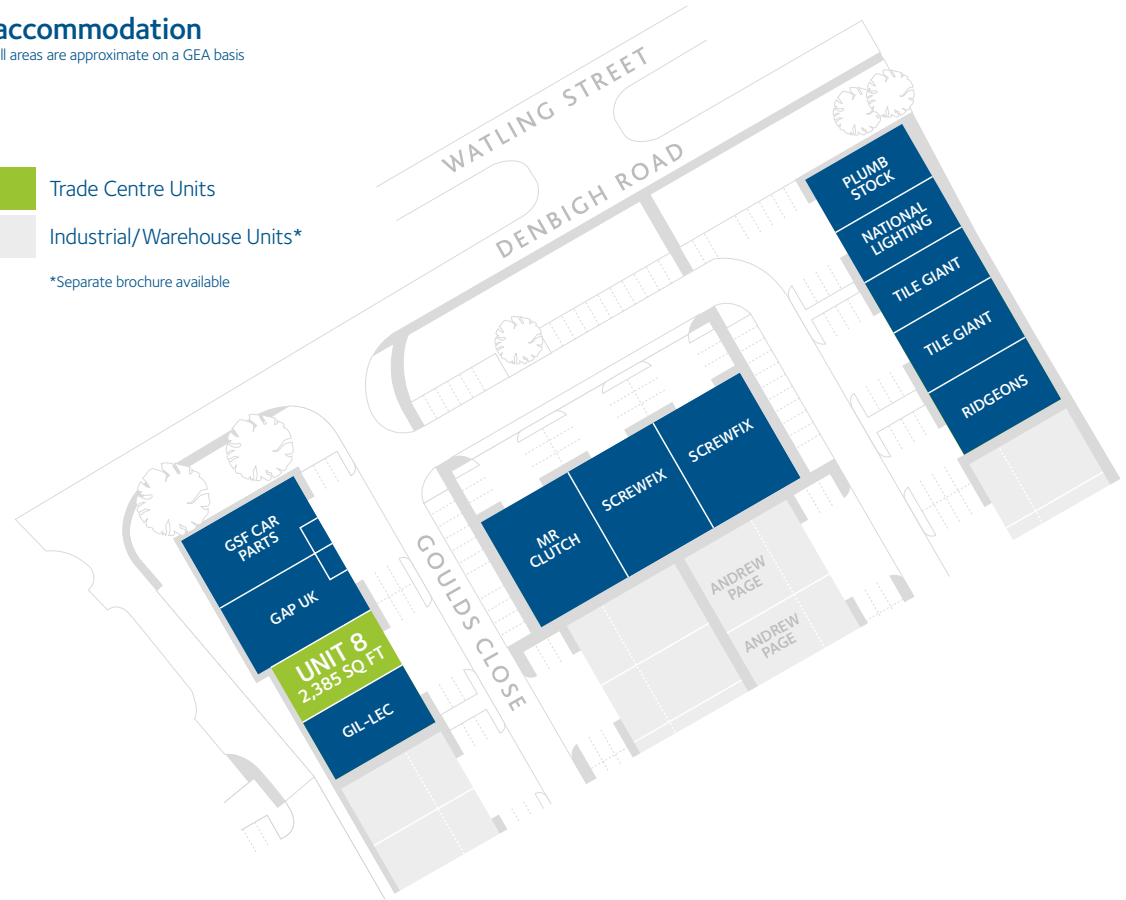 accommodation
ll areas are approximate on a GEA basis
Trade Centre Units
Industrial/Warehouse Units*
*Separate brochure available
WATLING STREET
DENBIGH ROAD
GOULDS CLOSE
PLUMB
STOCK
NATIONAL
LIGHTING
TILE GIANT
TILE GIANT
RIDGEONS
SCREWFIX
SCREWFIX
MR
CLUTCH
ANDREW
PAGE
ANDREW
PAGE
GSF CAR
PARTS
GAP UK
UNIT 8
2,385 SQ FT
GIL-LEC